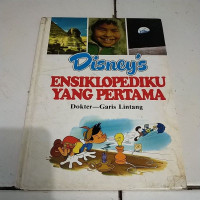 Disney's
ENSIKLOPEDIKU
YANG PERTAMA
Dokter—Garis Lintang